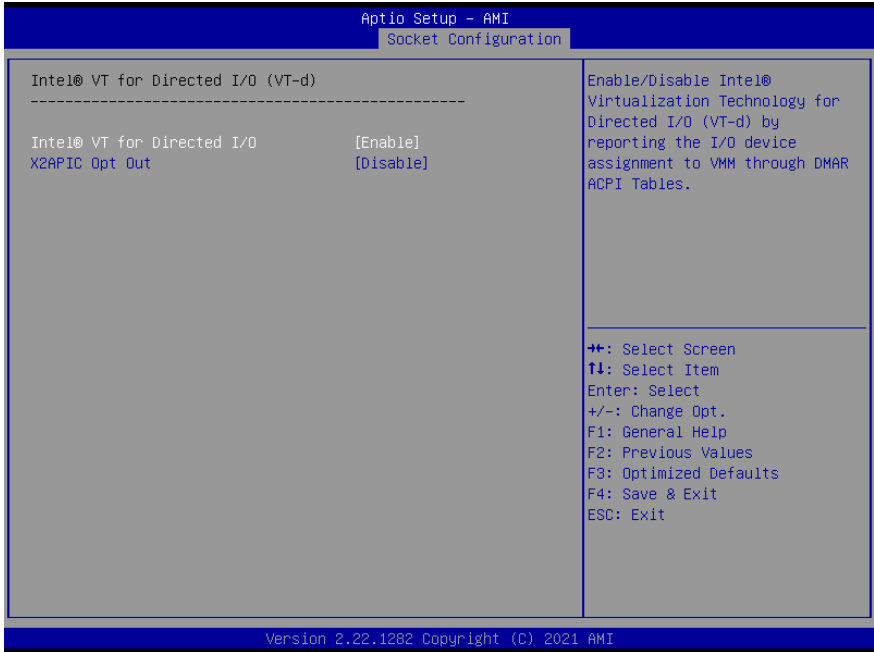 Aptio Setup – AMI
Socket Configuration
Intel® VT for Directed I/O (VT-d)
--------------------------------------------------
Intel® VT for Directed I/O [Enable]
X2APIC Opt Out [Disable]
Enable/Disable Intel®
Virtualization Technology for
Directed I/O (VT-d) by
reporting the I/O device
assignment to VMM through DMAR
ACPI Tables.
→←: Select Screen
↑↓: Select Item
Enter: Select
+/-: Change Opt.
F1: General Help
F2: Previous Values
F3: Optimized Defaults
F4: Save & Exit
ESC: Exit
Version 2.22.1282 Copyright (C) 2021 AMI